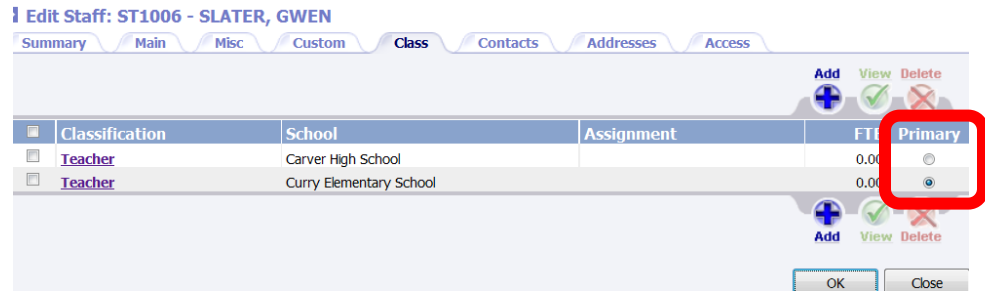 Edit Staff: ST1006 - SLATER, GWEN
Summary Main Misc Custom Class Contacts Addresses Access
Add View Delete
Classification School Assignment FTE Primary
Teacher Carver High School 0.00
Teacher Curry Elementary School 0.00
Add View Delete
OK Close